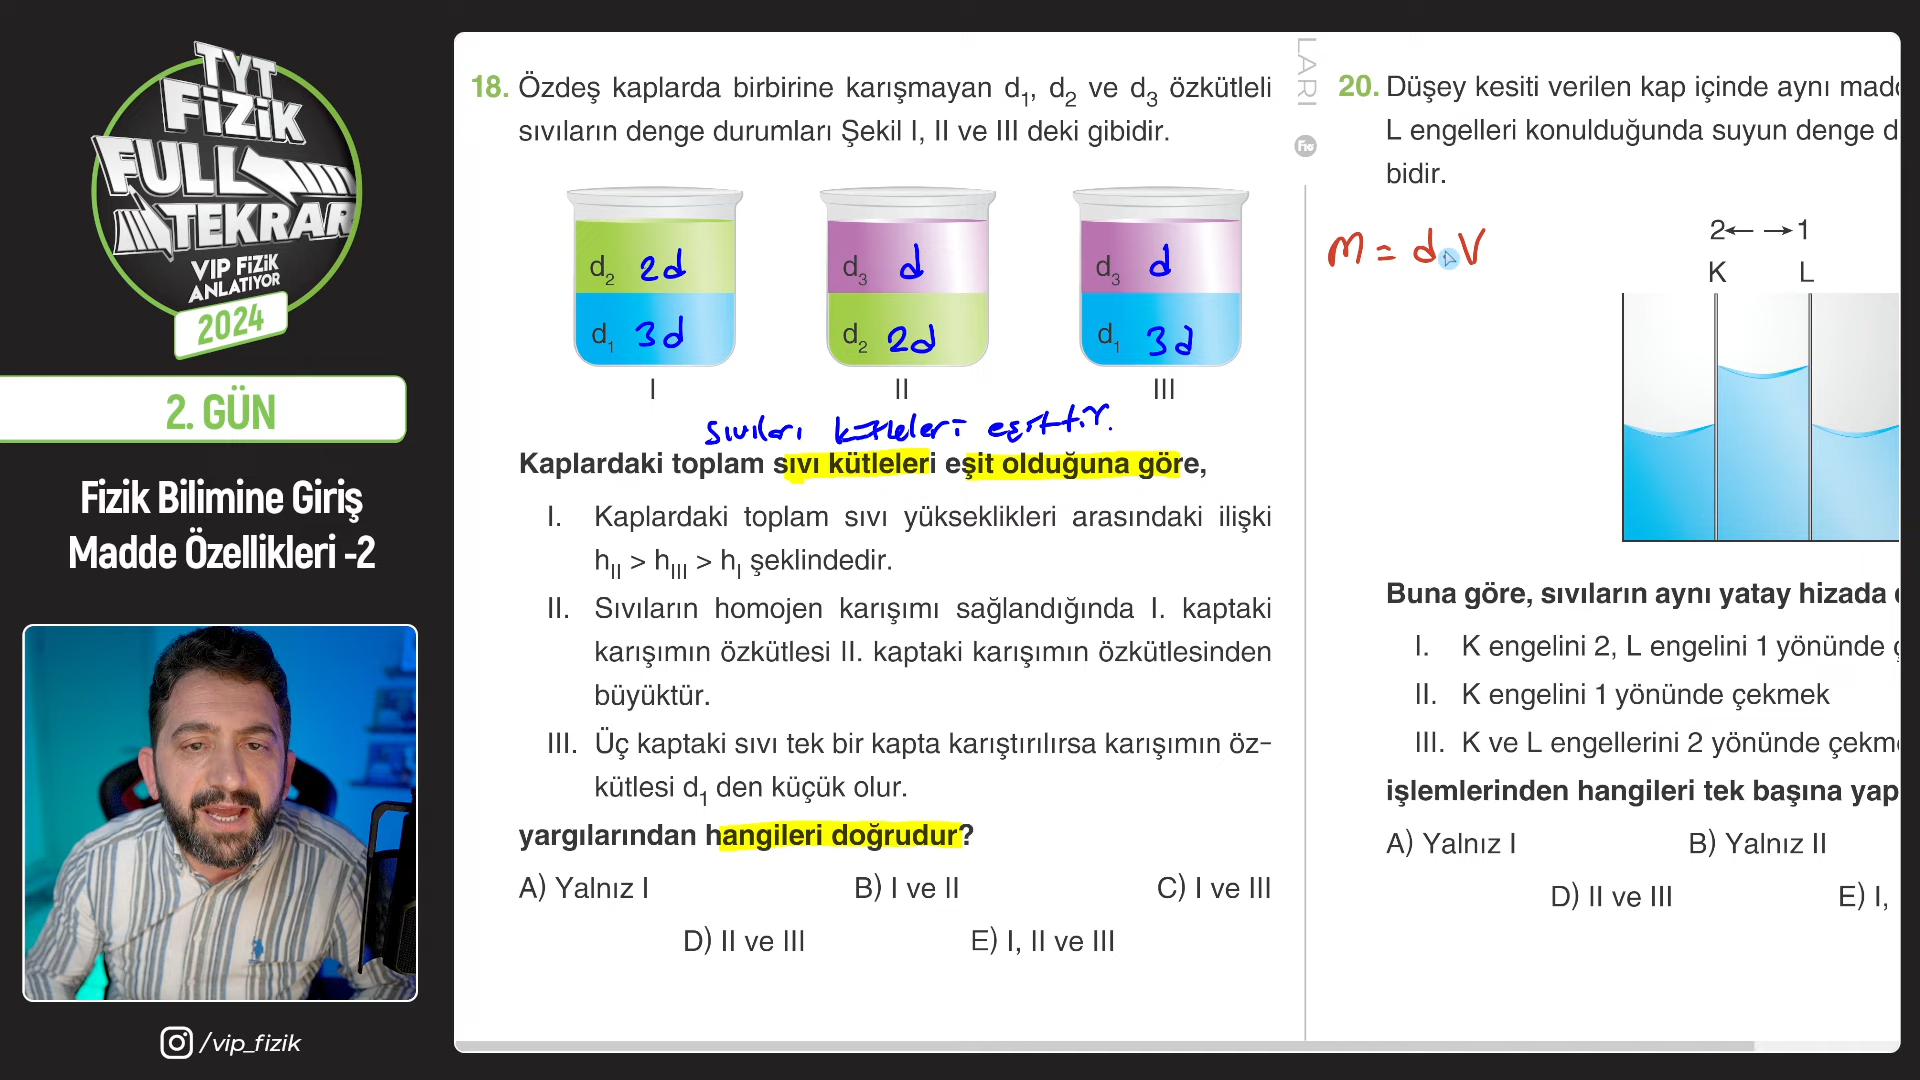 TYT
FiZiK
FULL
TEKRAR
VIP FiZiK
ANLATIYOR
2024
2. GÜN
Fizik Bilimine Giriş
Madde Özellikleri -2
/vip_fizik
18. Özdeş kaplarda birbirine karışmayan d1, d2 ve d3 özkütleli
sıvıların denge durumları Şekil I, II ve III deki gibidir.
d2 2d
d1 3d
I
d3 d
d2 2d
II
d3 d
d1 3d
III
sıvıları kütleleri eşittir.
Kaplardaki toplam sıvı kütleleri eşit olduğuna göre,
I. Kaplardaki toplam sıvı yükseklikleri arasındaki ilişki
hII > hIII > hI şeklindedir.
II. Sıvıların homojen karışımı sağlandığında I. kaptaki
karışımın özkütlesi II. kaptaki karışımın özkütlesinden
büyüktür.
III. Üç kaptaki sıvı tek bir kapta karıştırılırsa karışımın öz-
kütlesi d1 den küçük olur.
yargılarından hangileri doğrudur?
A) Yalnız I B) I ve II C) I ve III
D) II ve III E) I, II ve III
LARI
F10
20. Düşey kesiti verilen kap içinde aynı madd
L engelleri konulduğunda suyun denge d
bidir.
m = d.V
2← →1
K L
Buna göre, sıvıların aynı yatay hizada
I. K engelini 2, L engelini 1 yönünde ç
II. K engelini 1 yönünde çekmek
III. K ve L engellerini 2 yönünde çekm
işlemlerinden hangileri tek başına yap
A) Yalnız I B) Yalnız II
D) II ve III E) I,